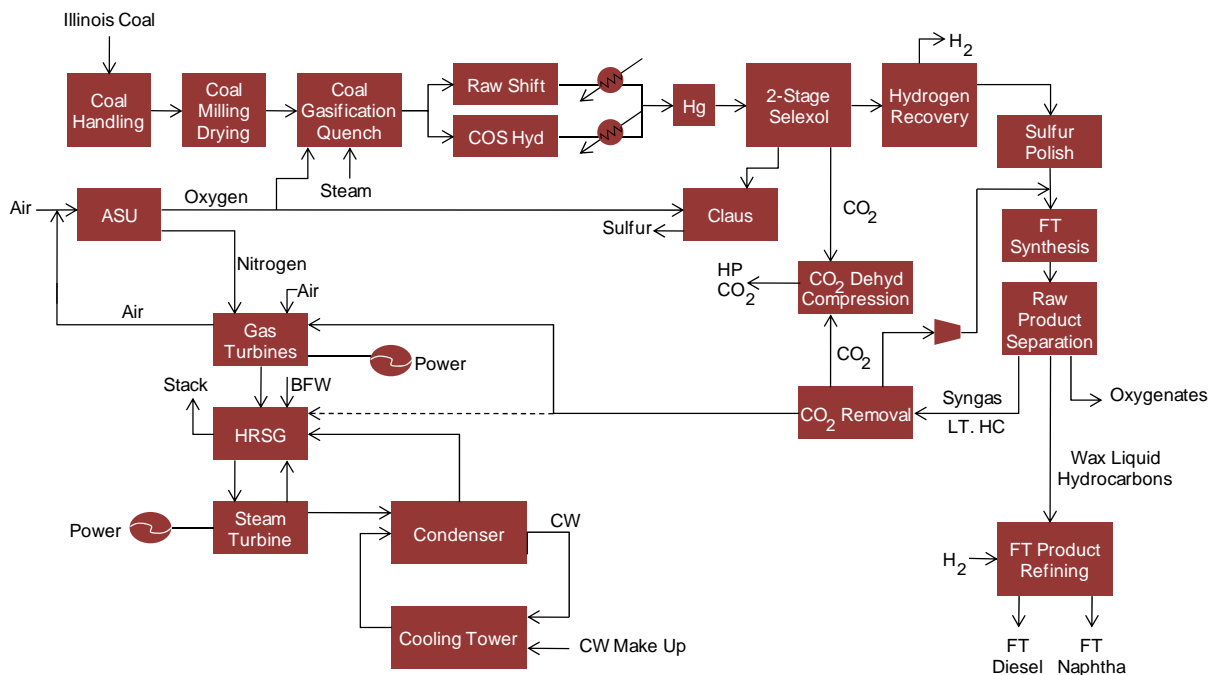 Illinois Coal
Coal
Handling
Coal
Milling
Drying
Coal
Gasification
Quench
Raw Shift
COS Hyd
Hg
2-Stage
Selexol
H2
Hydrogen
Recovery
Sulfur
Polish
Steam
Air
ASU
Oxygen
Claus
Sulfur
CO2
FT
Synthesis
Nitrogen
HP
CO2
CO2 Dehyd
Compression
Raw
Product
Separation
Air
Air
Gas
Turbines
Power
CO2
Stack
BFW
HRSG
CO2 Removal
Syngas
LT. HC
Oxygenates
Wax Liquid
Hydrocarbons
Power
Steam
Turbine
Condenser
CW
H2
FT Product
Refining
Cooling Tower
CW Make Up
FT
Diesel
FT
Naphtha